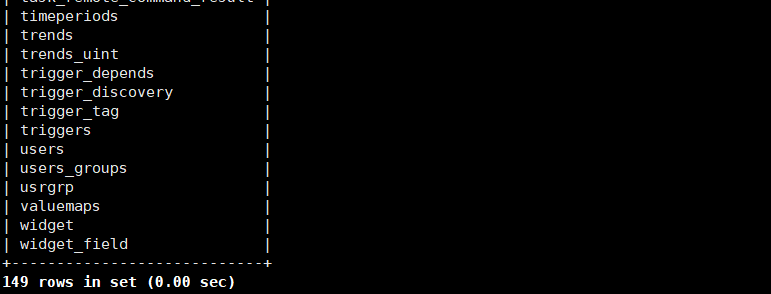 | task_remote_command_result |
| timeperiods |
| trends |
| trends_uint |
| trigger_depends |
| trigger_discovery |
| trigger_tag |
| triggers |
| users |
| users_groups |
| usrgrp |
| valuemaps |
| widget |
| widget_field |
+----------------------------+
149 rows in set (0.00 sec)